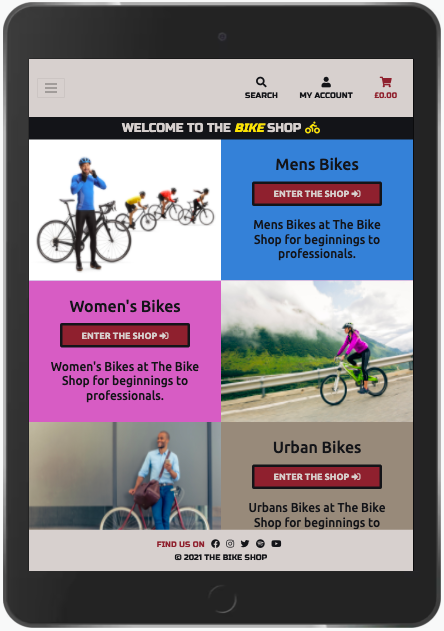 SEARCH
MY ACCOUNT
£0.00
WELCOME TO THE BIKE SHOP
Mens Bikes
ENTER THE SHOP
Mens Bikes at The Bike
Shop for beginnings to
professionals.
Women's Bikes
ENTER THE SHOP
Women's Bikes at The Bike
Shop for beginnings to
professionals.
Urban Bikes
ENTER THE SHOP
Urbans Bikes at The Bike
Shop for beginnings to
FIND US ON
© 2021 THE BIKE SHOP